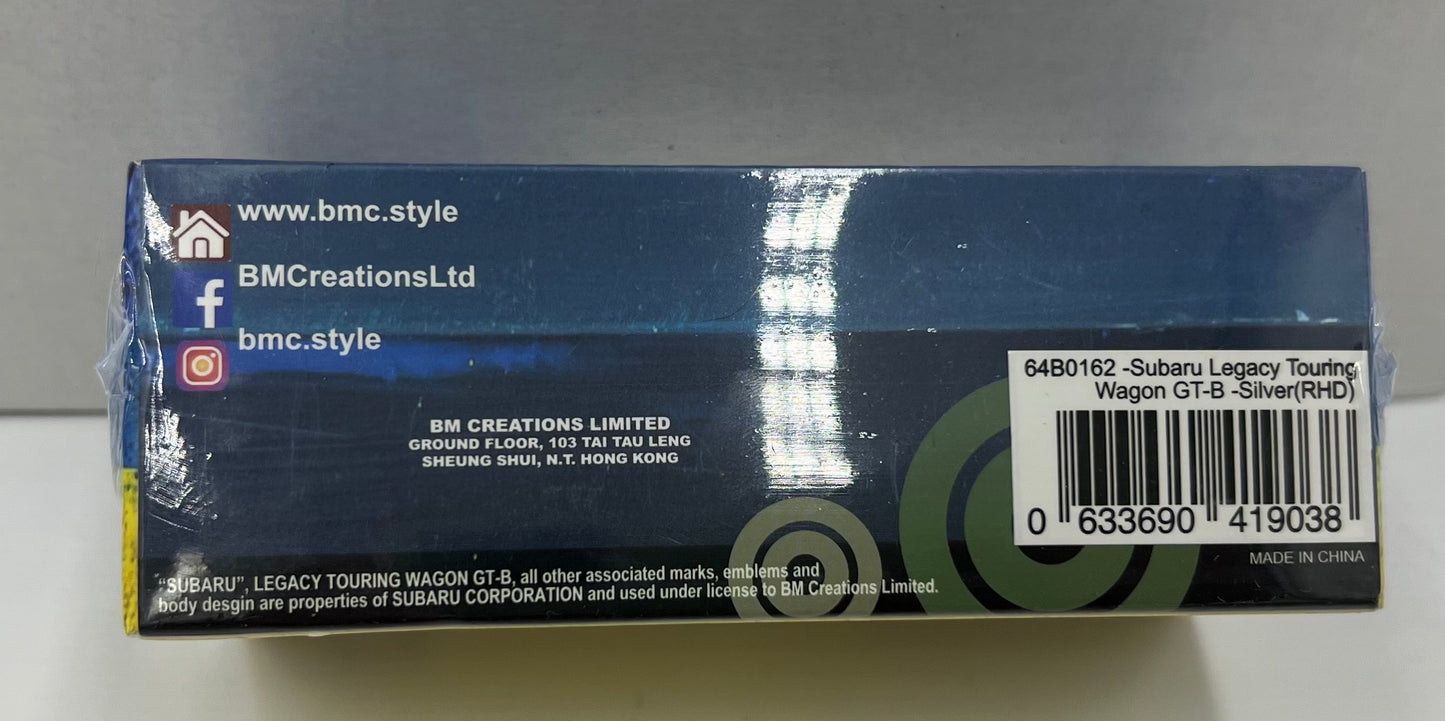 www.bmc.style
BMCreationsLtd
bmc.style
BM CREATIONS LIMITED
GROUND FLOOR, 103 TAI TAU LENG
SHEUNG SHUI, N.T. HONG KONG
64B0162 -Subaru Legacy Touring
Wagon GT-B -Silver(RHD)
0 633690 419038
MADE IN CHINA
“SUBARU”, LEGACY TOURING WAGON GT-B, all other associated marks, emblems and
body desgin are properties of SUBARU CORPORATION and used under license to BM Creations Limited.